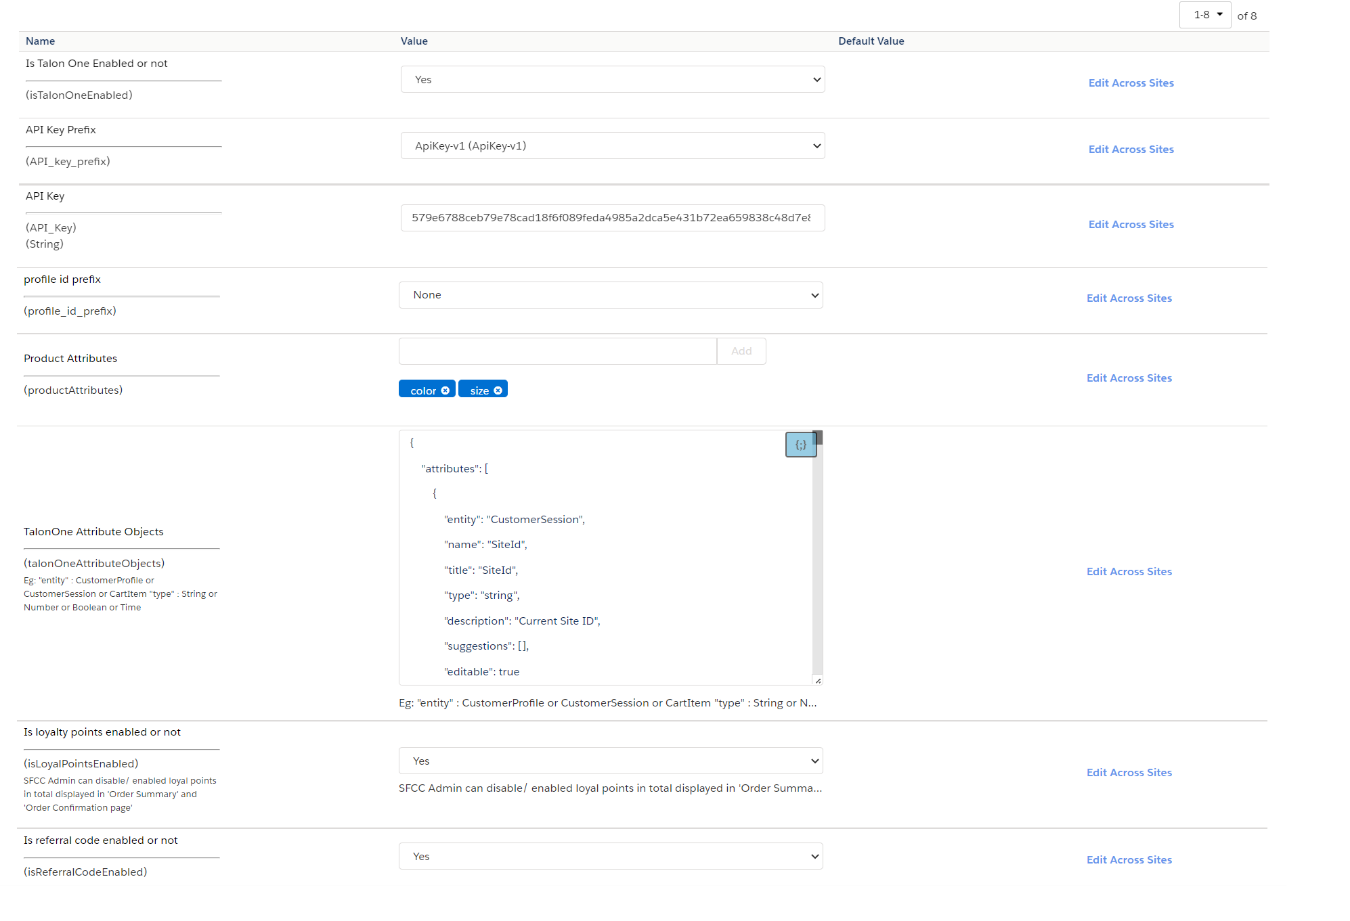 1-8 of 8
Name Value Default Value
Is Talon One Enabled or not
(isTalonOneEnabled)
Yes
Edit Across Sites
API Key Prefix
(API_key_prefix)
ApiKey-v1 (ApiKey-v1)
Edit Across Sites
API Key
(API_Key)
(String)
579e6788ceb79e78cad18f6f089feda4985a2dca5e431b72ea659838c48d7e8
Edit Across Sites
profile id prefix
(profile_id_prefix)
None
Edit Across Sites
Product Attributes
(productAttributes)
Add
color size
Edit Across Sites
TalonOne Attribute Objects
(talonOneAttributeObjects)
Eg: "entity" : CustomerProfile or
CustomerSession or CartItem "type" : String or
Number or Boolean or Time
{
{;}
"attributes": [
{
"entity": "CustomerSession",
"name": "SiteId",
"title": "SiteId",
"type": "string",
"description": "Current Site ID",
"suggestions": [],
"editable": true
Eg: "entity" : CustomerProfile or CustomerSession or CartItem "type" : String or N...
Edit Across Sites
Is loyalty points enabled or not
(isLoyalPointsEnabled)
SFCC Admin can disable/ enabled loyal points
in total displayed in 'Order Summary' and
'Order Confirmation page'
Yes
SFCC Admin can disable/ enabled loyal points in total displayed in 'Order Summa...
Edit Across Sites
Is referral code enabled or not
(isReferralCodeEnabled)
Yes
Edit Across Sites